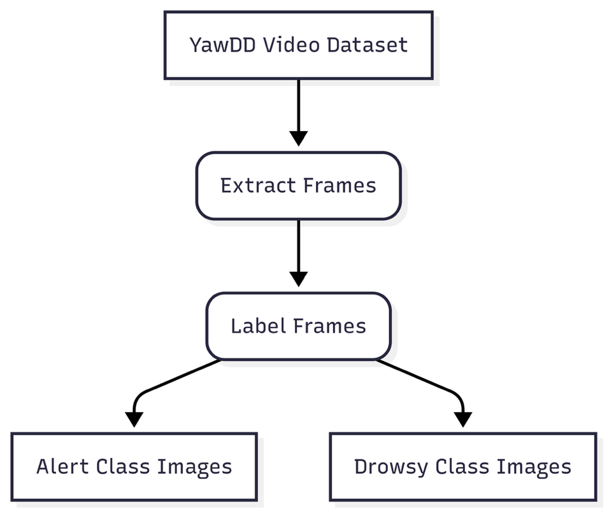 YawDD Video Dataset
Extract Frames
Label Frames
Alert Class Images
Drowsy Class Images